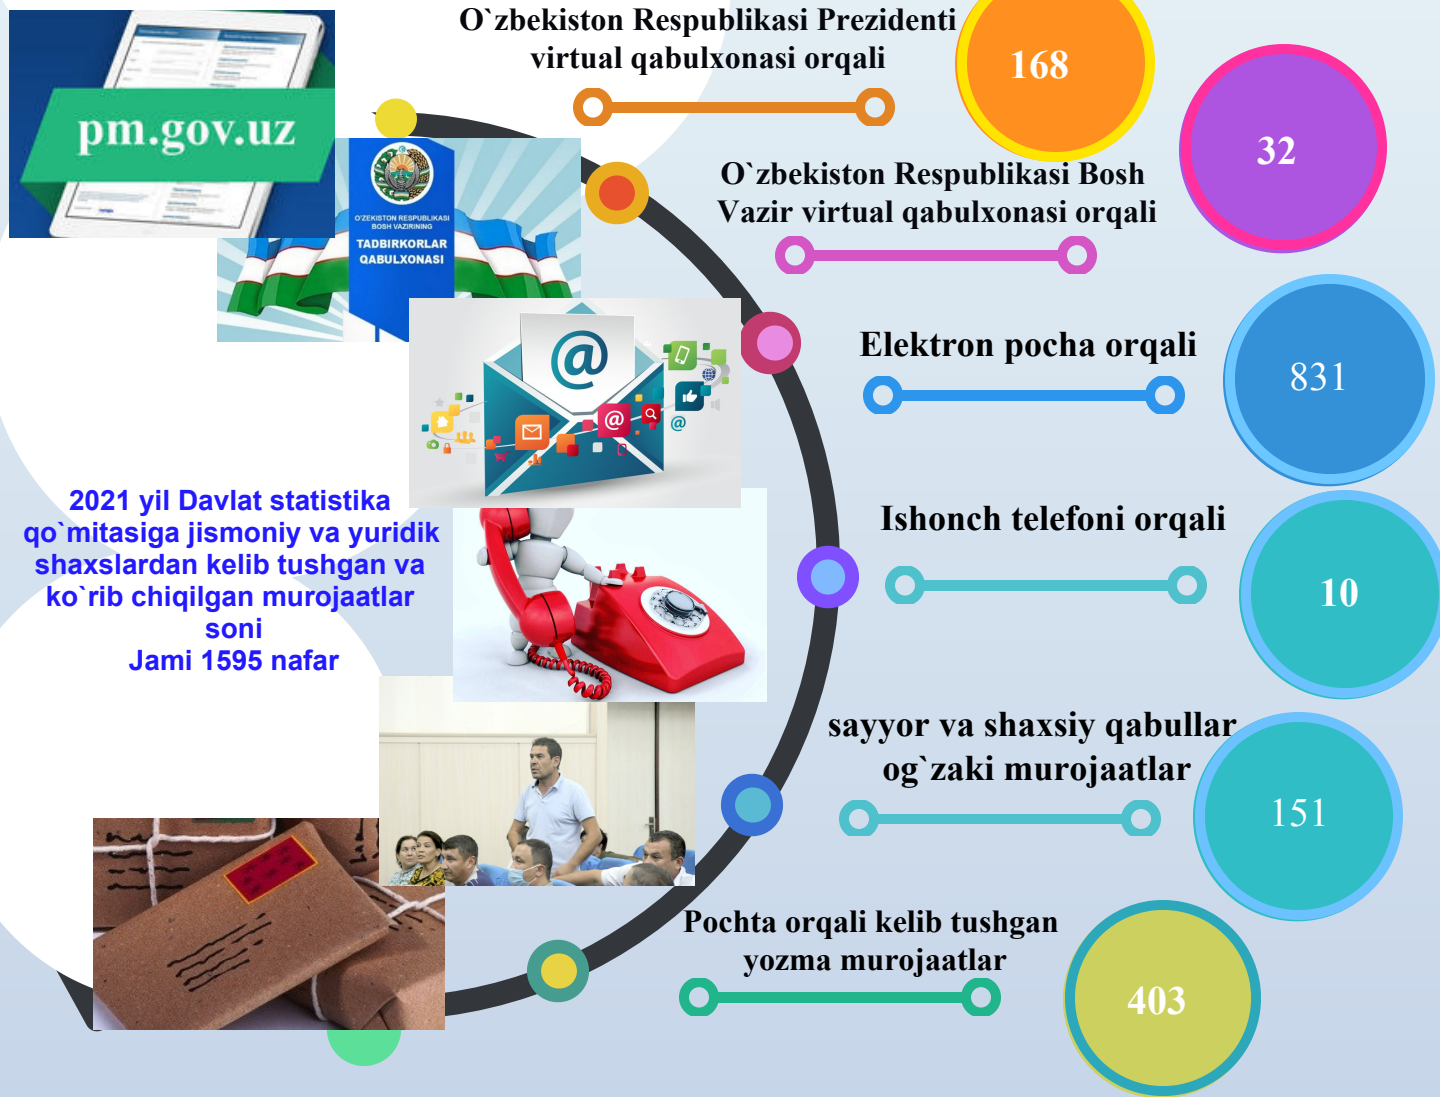 O`zbekiston Respublikasi Prezidenti
virtual qabulxonasi orqali
168
pm.gov.uz
32
O`zbekiston Respublikasi Bosh
Vazir virtual qabulxonasi orqali
O'ZEKISTON RESPUBLIKASI
BOSH VAZIRINING
TADBIRKORLAR
QABULXONASI
Elektron pocha orqali
831
@
@
@
2021 yil Davlat statistika
qo`mitasiga jismoniy va yuridik
shaxslardan kelib tushgan va
ko`rib chiqilgan murojaatlar
soni
Jami 1595 nafar
Ishonch telefoni orqali
10
sayyor va shaxsiy qabullar
og`zaki murojaatlar
151
Pochta orqali kelib tushgan
yozma murojaatlar
403